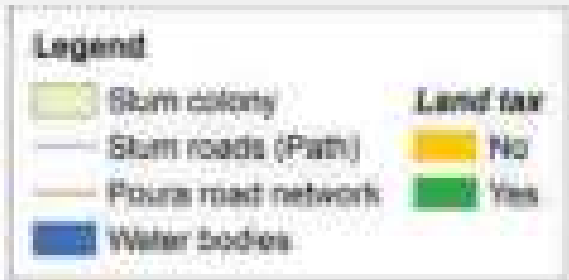 Legend
Slum colony
Slum roads (Path)
Poura road network
Water bodies
Land tax
No
Yes